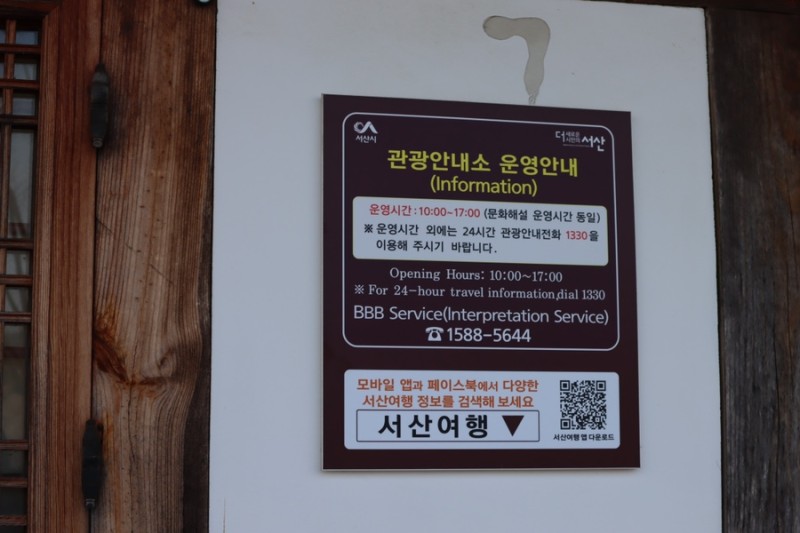 서산시
더 새로운
시민의 서산
관광안내소 운영안내
(Information)
운영시간 : 10:00~17:00 (문화해설 운영시간 동일)
※ 운영시간 외에는 24시간 관광안내전화 1330을
이용해 주시기 바랍니다.
Opening Hours: 10:00~17:00
※ For 24-hour travel information,dial 1330
BBB Service(Interpretation Service)
☎1588-5644
모바일 앱과 페이스북에서 다양한
서산여행 정보를 검색해 보세요
서산여행 ▼
서산여행 앱 다운로드